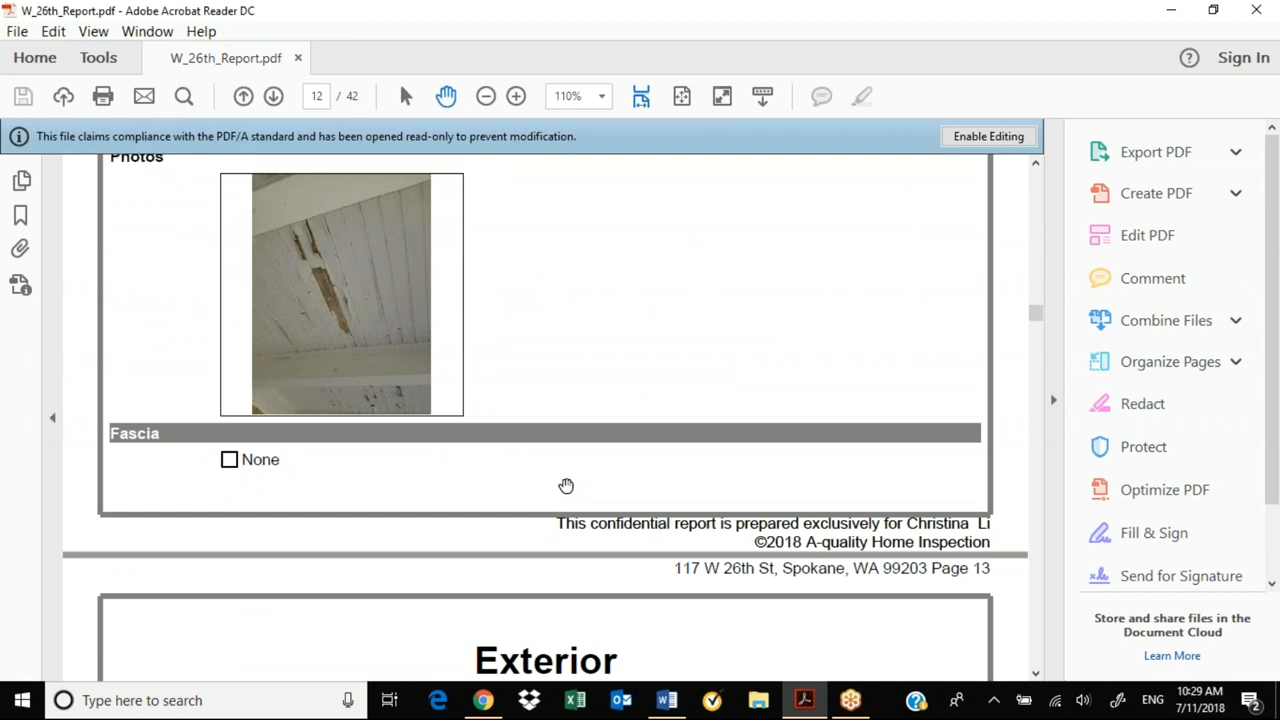 W_26th_Report.pdf - Adobe Acrobat Reader DC
File Edit View Window Help
Home Tools W_26th_Report.pdf × Sign In
12 / 42 110%
This file claims compliance with the PDF/A standard and has been opened read-only to prevent modification. Enable Editing
Photos
Fascia
None
This confidential report is prepared exclusively for Christina Li
©2018 A-quality Home Inspection
117 W 26th St, Spokane, WA 99203 Page 13
Exterior
Export PDF
Create PDF
Edit PDF
Comment
Combine Files
Organize Pages
Redact
Protect
Optimize PDF
Fill & Sign
Send for Signature
Store and share files in the
Document Cloud
Learn More
Type here to search
ENG
10:29 AM
7/11/2018
2